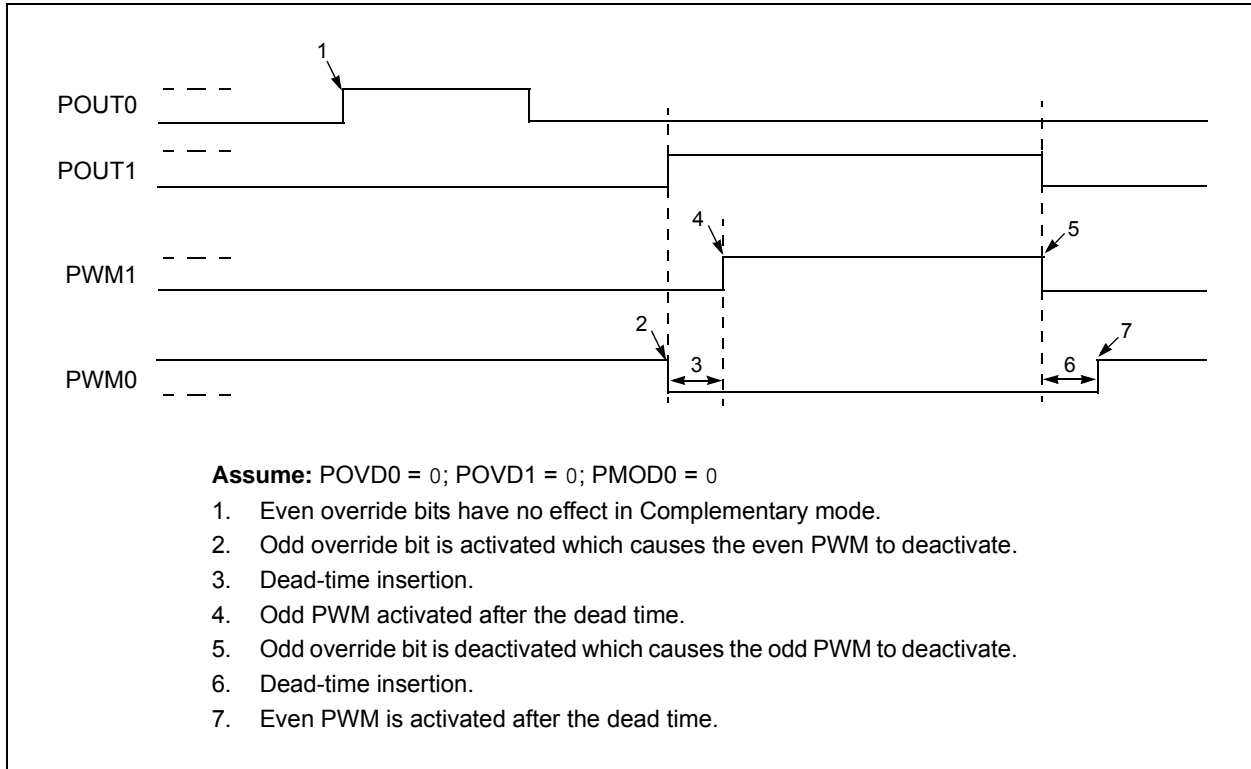 1
POUT0
POUT1
4
5
PWM1
2
7
3
6
PWM0
Assume: POVD0 = 0; POVD1 = 0; PMOD0 = 0
1. Even override bits have no effect in Complementary mode.
2. Odd override bit is activated which causes the even PWM to deactivate.
3. Dead-time insertion.
4. Odd PWM activated after the dead time.
5. Odd override bit is deactivated which causes the odd PWM to deactivate.
6. Dead-time insertion.
7. Even PWM is activated after the dead time.